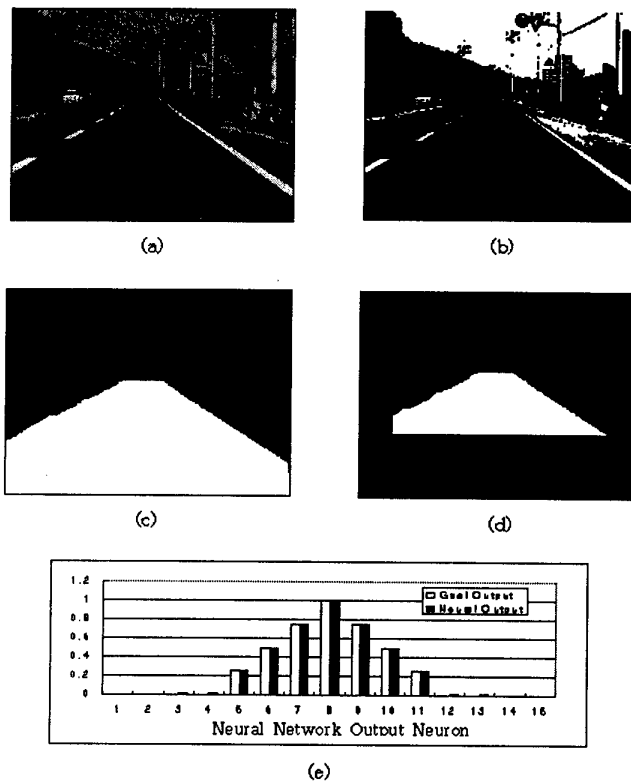 (a)
(b)
(c)
(d)
1.2
1
0.8
0.6
0.4
0.2
0
Goal Output
Neural Output
1 2 3 4 5 6 7 8 9 10 11 12 13 14 15
Neural Network Output Neuron
(e)